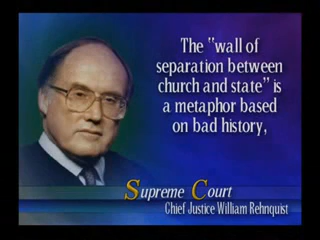 The "wall of
separation between
church and state" is
a metaphor based
on bad history,
Supreme Court
Chief Justice William Rehnquist